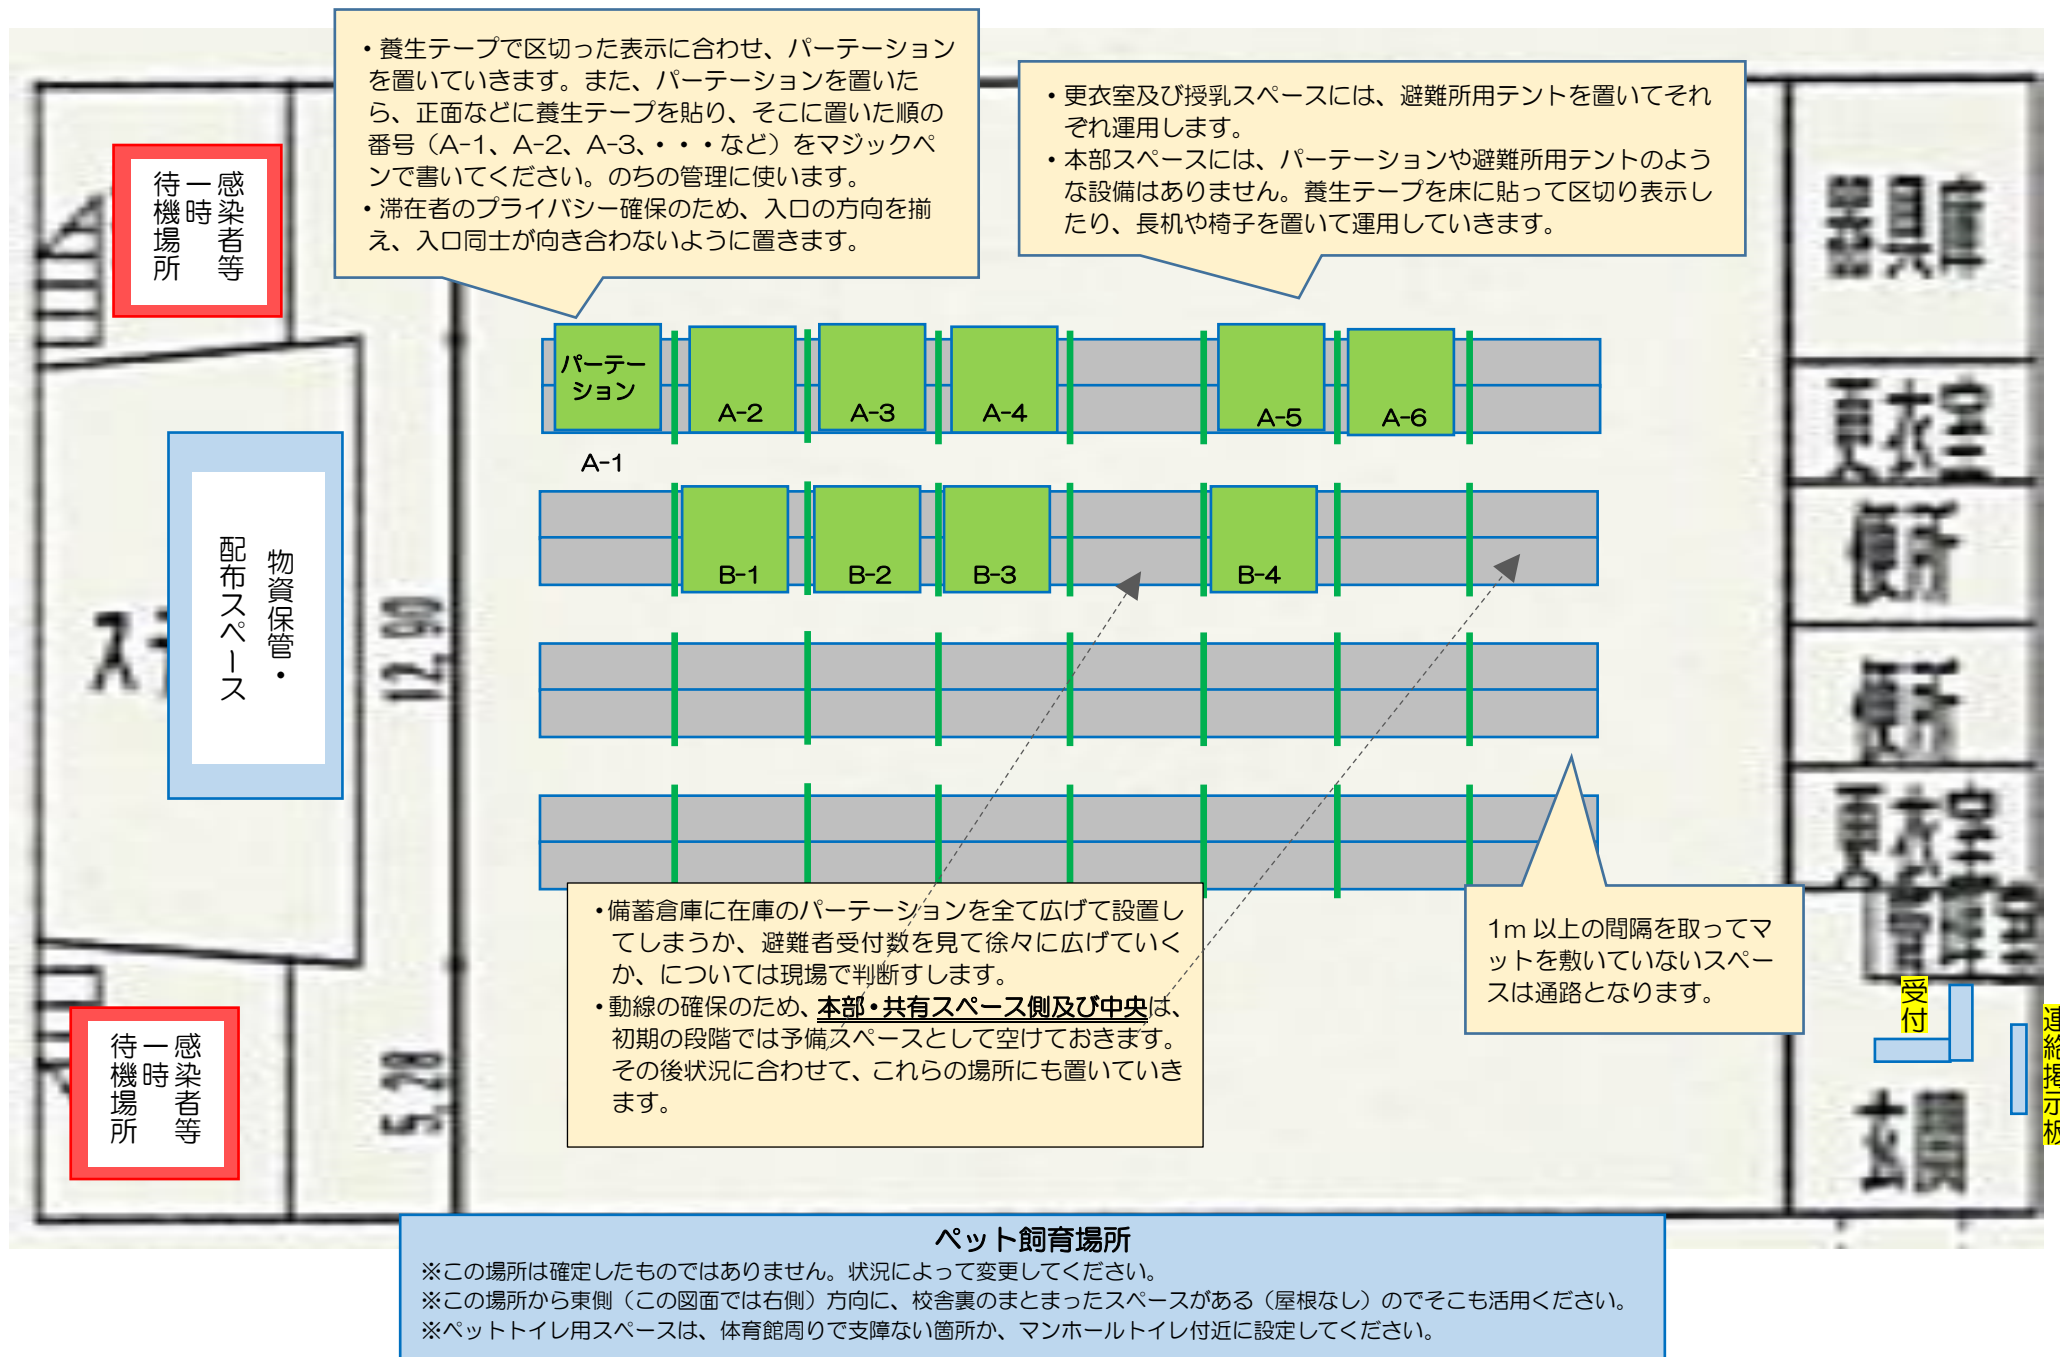 ・養生テープで区切った表示に合わせ、パーテーション
を置いていきます。また、パーテーションを置いた
ら、正面などに養生テープを貼り、そこに置いた順の
番号（A-1、A-2、A-3、・・・など）をマジックペ
ンで書いてください。のちの管理に使います。
・滞在者のプライバシー確保のため、入口の方向を揃
え、入口同士が向き合わないように置きます。
・更衣室及び授乳スペースには、避難所用テントを置いてそれ
ぞれ運用します。
・本部スペースには、パーテーションや避難所用テントのよう
な設備はありません。養生テープを床に貼って区切り表示し
たり、長机や椅子を置いて運用していきます。
感染者等
一時
待機場所
器具庫
パーテー
ション
A-2
A-3
A-4
A-5
A-6
A-1
更衣室
物資保管・
配布スペース
ステ
12.90
B-1
B-2
B-3
B-4
便所
便所
更衣室
管理室
・備蓄倉庫に在庫のパーテーションを全て広げて設置し
てしまうか、避難者受付数を見て徐々に広げていく
か、については現場で判断すします。
・動線の確保のため、本部・共有スペース側及び中央は、
初期の段階では予備スペースとして空けておきます。
その後状況に合わせて、これらの場所にも置いていき
ます。
1m 以上の間隔を取ってマ
ットを敷いていないスペー
スは通路となります。
受付
連絡掲示板
感染者等
一時
待機場所
5.28
玄関
ペット飼育場所
※この場所は確定したものではありません。状況によって変更してください。
※この場所から東側（この図面では右側）方向に、校舎裏のまとまったスペースがある（屋根なし）のでそこも活用ください。
※ペットトイレ用スペースは、体育館周りで支障ない箇所か、マンホールトイレ付近に設定してください。